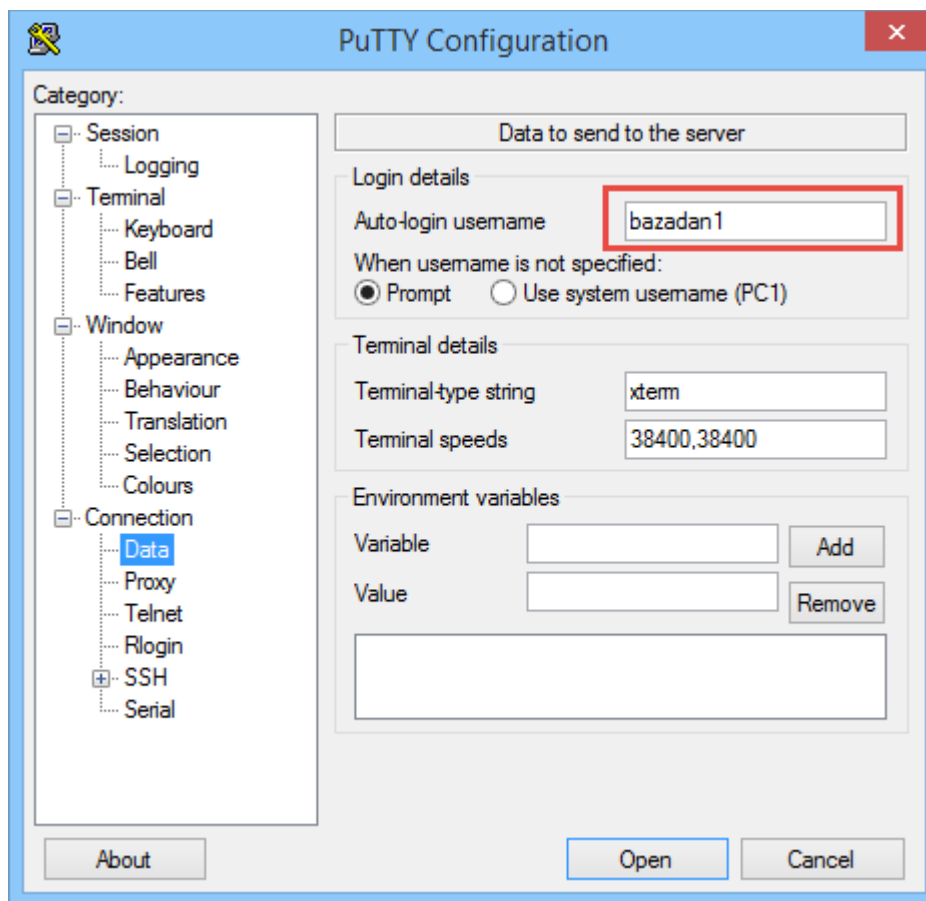 PuTTY Configuration
Category:
Session
Logging
Terminal
Keyboard
Bell
Features
Window
Appearance
Behaviour
Translation
Selection
Colours
Connection
Data
Proxy
Telnet
Rlogin
SSH
Serial
Data to send to the server
Login details
Auto-login username bazadan1
When username is not specified:
Prompt Use system username (PC1)
Terminal details
Terminal-type string xterm
Terminal speeds 38400,38400
Environment variables
Variable Add
Value Remove
About Open Cancel